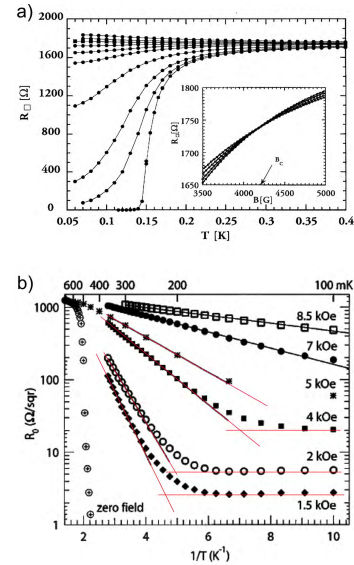 a)
2000
1600
1200
800
400
0
R□ [Ω]
0.05 0.1 0.15 0.2 0.25 0.3 0.35 0.4
T [K]
1800
1750
1700
1650
R□[Ω]
3500 4000 4500 5000
B[G]
Bc
b)
600 400 300 200 100 mK
1000
100
10
1
R0 (Ω/sqr)
8.5 kOe
7 kOe
5 kOe
4 kOe
2 kOe
1.5 kOe
zero field
2 4 6 8 10
1/T (K-1)